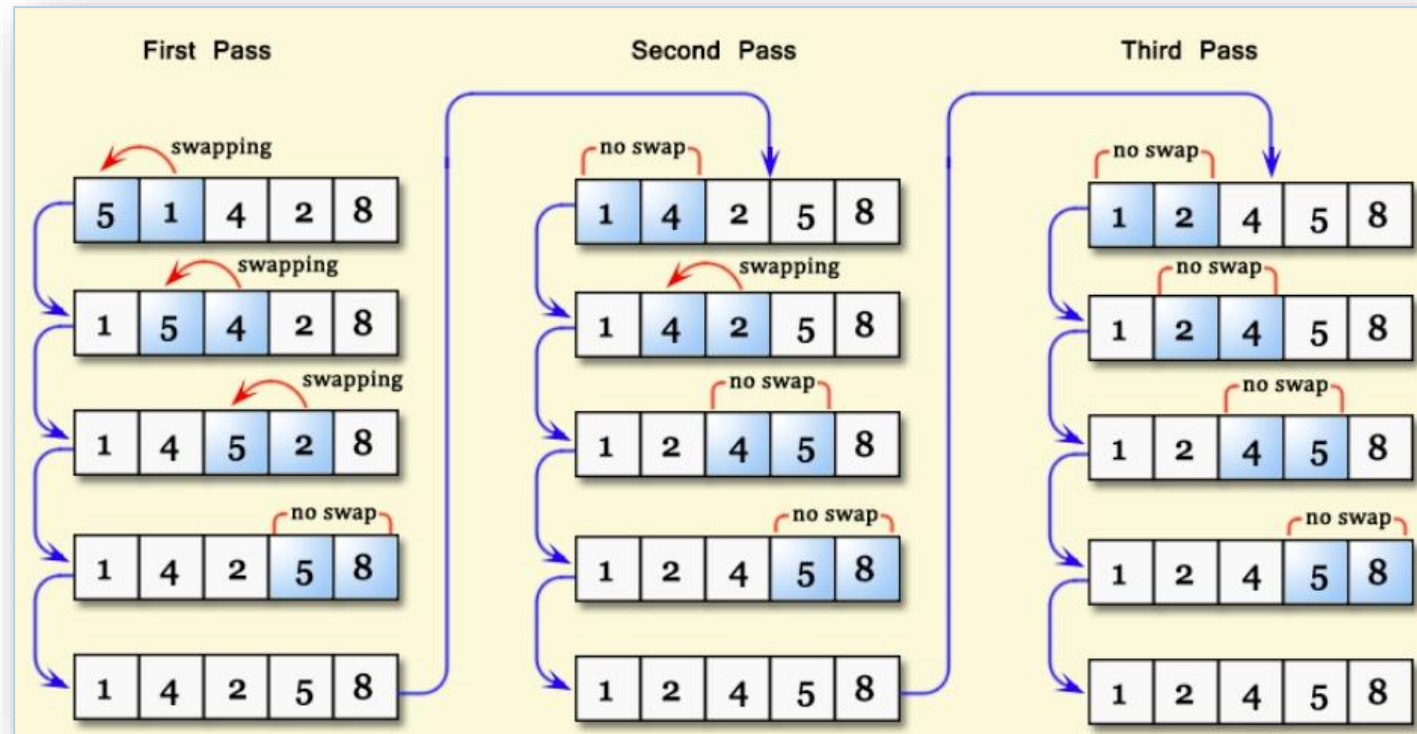 First Pass
swapping
5 1 4 2 8
swapping
1 5 4 2 8
swapping
1 4 5 2 8
no swap
1 4 2 5 8
1 4 2 5 8
Second Pass
no swap
1 4 2 5 8
swapping
1 4 2 5 8
no swap
1 2 4 5 8
no swap
1 2 4 5 8
1 2 4 5 8
Third Pass
no swap
1 2 4 5 8
no swap
1 2 4 5 8
no swap
1 2 4 5 8
no swap
1 2 4 5 8
1 2 4 5 8